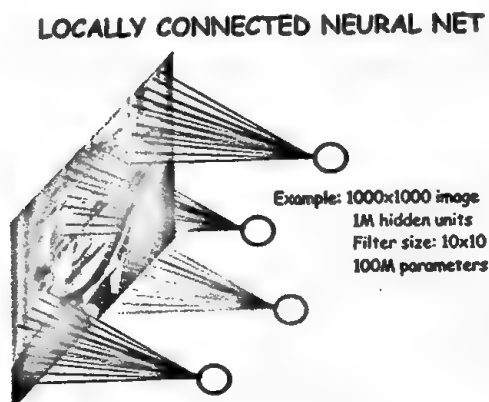 LOCALLY CONNECTED NEURAL NET
Example: 1000x1000 image
1M hidden units
Filter size: 10x10
100M parameters